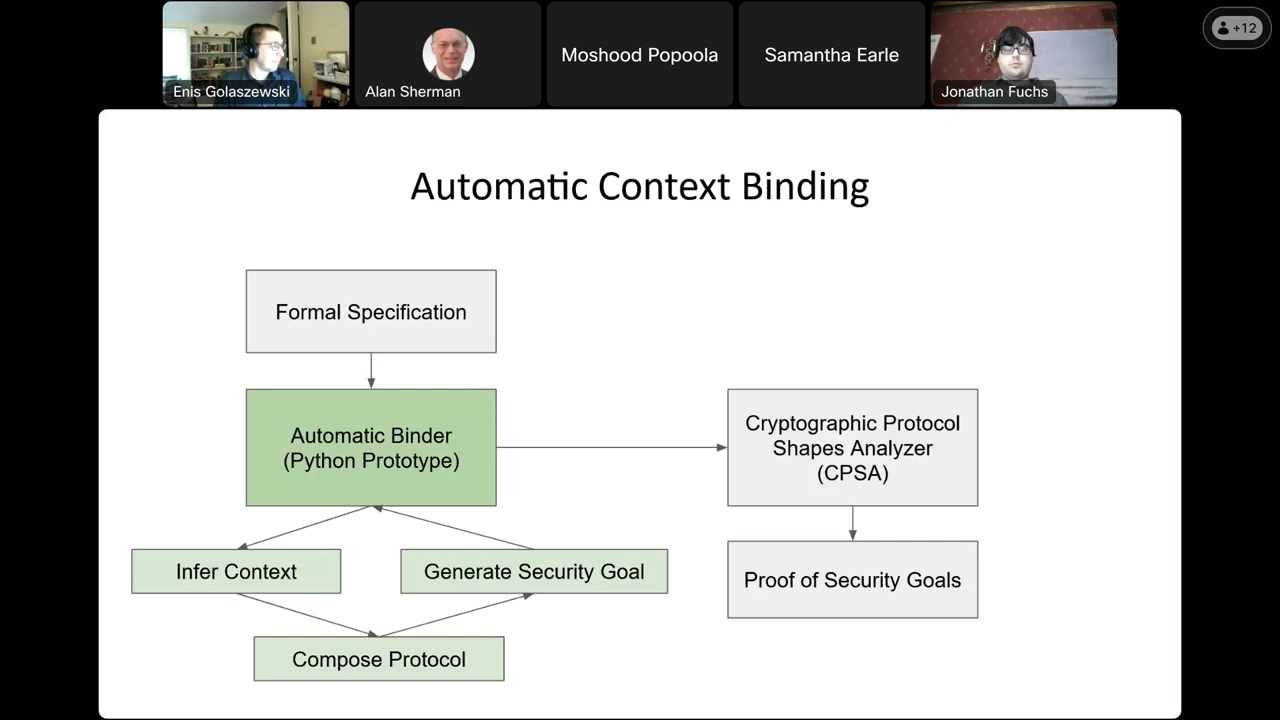 Enis Golaszewski
Alan Sherman
Moshood Popoola
Samantha Earle
Jonathan Fuchs
+12
Automatic Context Binding
Formal Specification
Automatic Binder
(Python Prototype)
Cryptographic Protocol
Shapes Analyzer
(CPSA)
Infer Context
Generate Security Goal
Proof of Security Goals
Compose Protocol